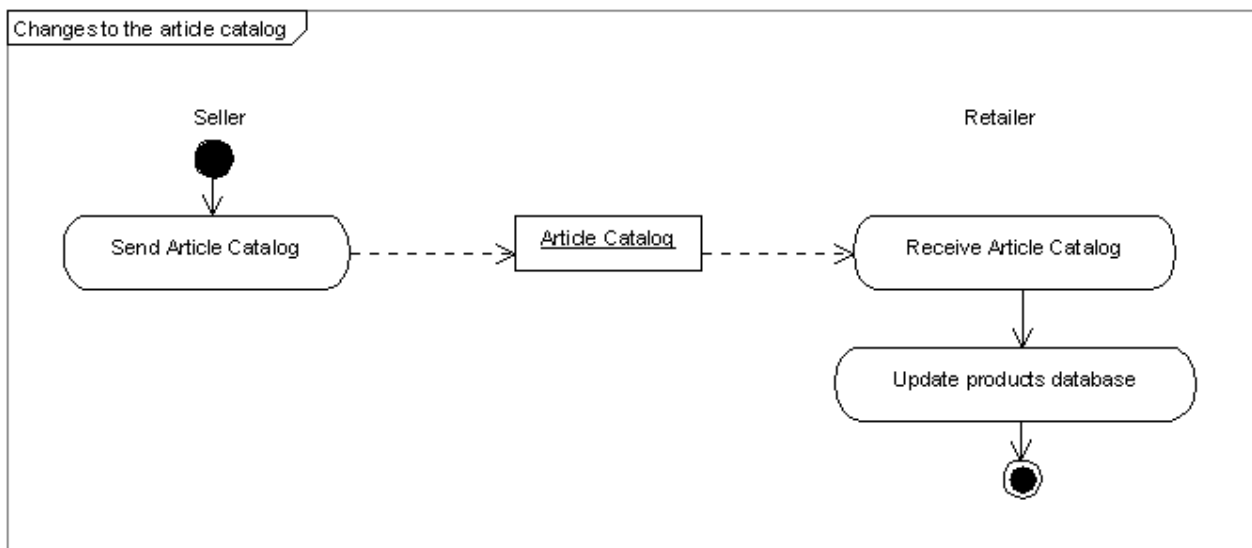 Changes to the article catalog
Seller
Retailer
Send Article Catalog
Article Catalog
Receive Article Catalog
Update products database